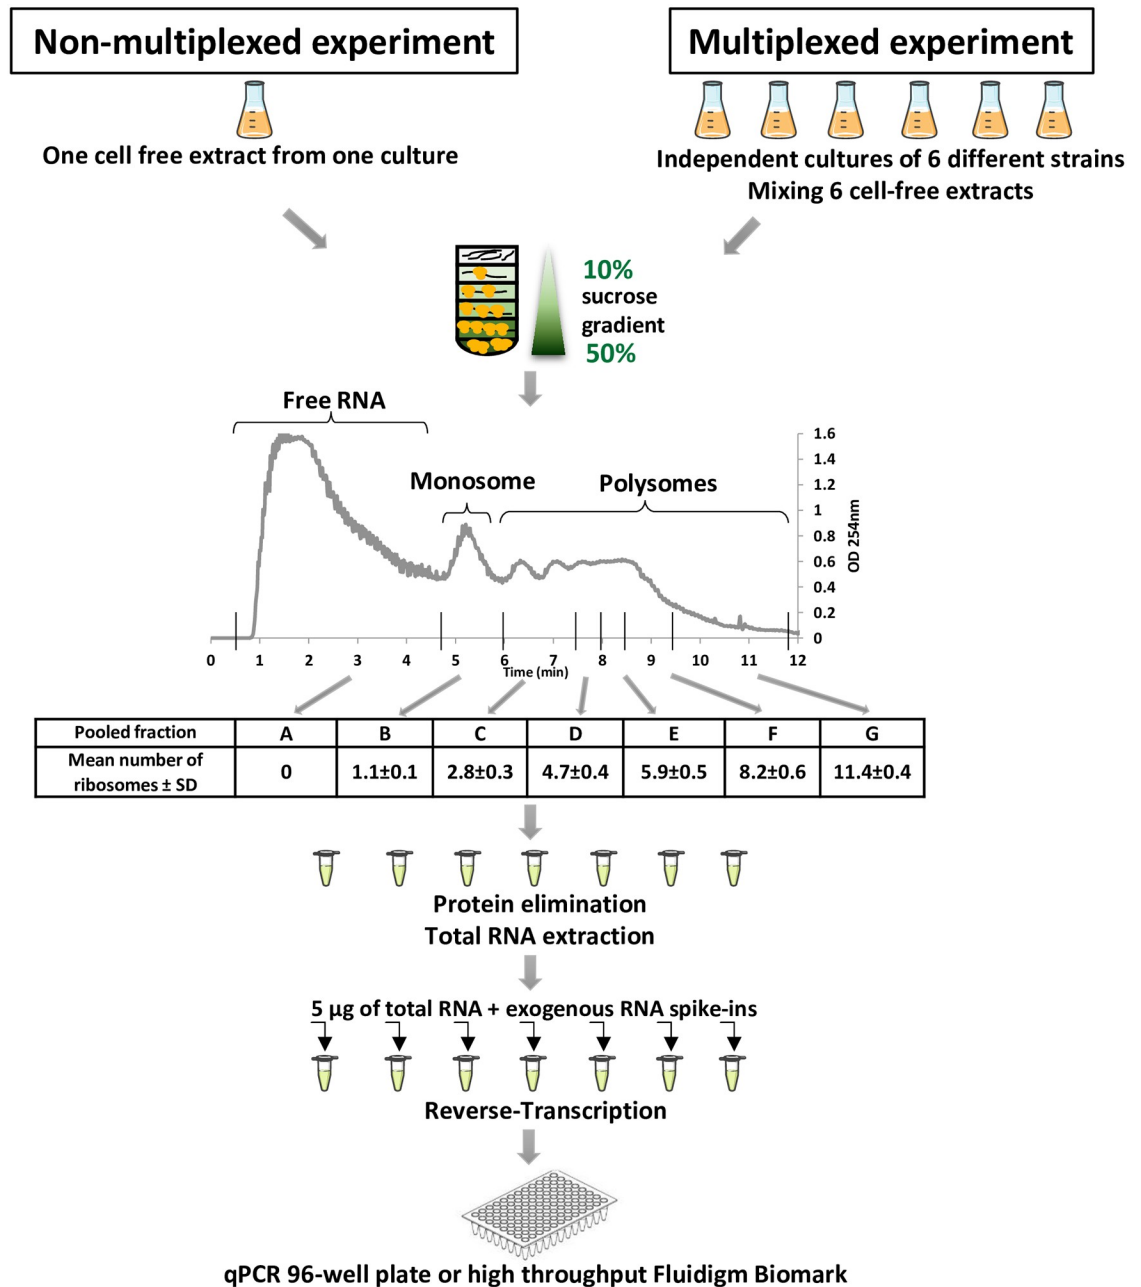 Non-multiplexed experiment
Multiplexed experiment
One cell free extract from one culture
Independent cultures of 6 different strains
Mixing 6 cell-free extracts
10%
sucrose
gradient
50%
Free RNA
Monosome
Polysomes
1.6
1.4
1.2
1
0.8
0.6
0.4
0.2
0
OD 254nm
0 1 2 3 4 5 6 7 8 9 10 11 12
Time (min)
Pooled fraction A B C D E F G
Mean number of
ribosomes ± SD
0 1.1±0.1 2.8±0.3 4.7±0.4 5.9±0.5 8.2±0.6 11.4±0.4
Protein elimination
Total RNA extraction
5 µg of total RNA + exogenous RNA spike-ins
Reverse-Transcription
qPCR 96-well plate or high throughput Fluidigm Biomark